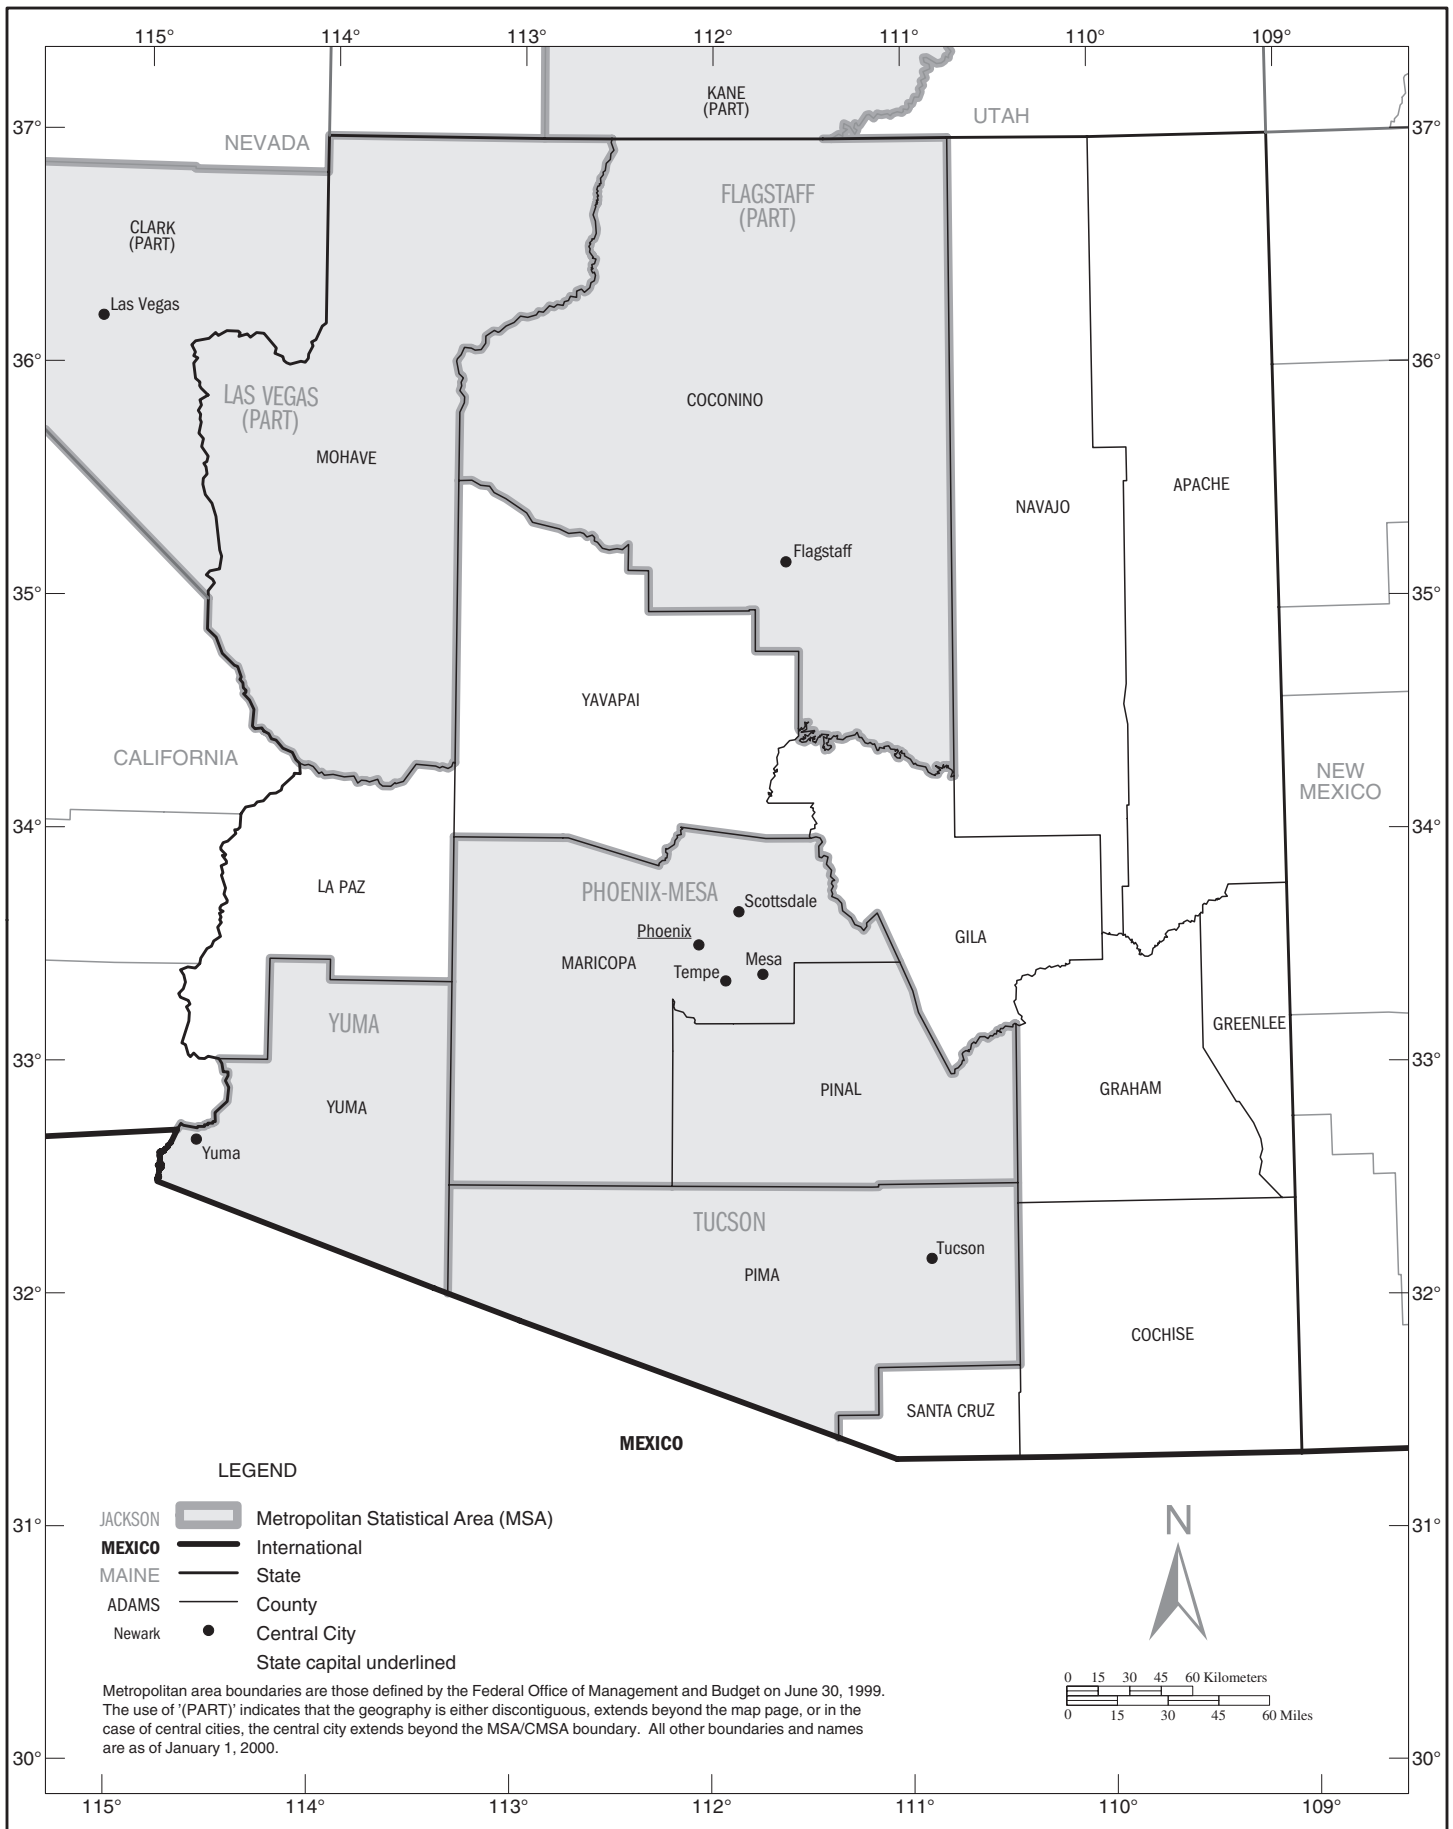 115° 114° 113° 112° 111° 110° 109°
KANE
(PART)
UTAH
37° 37°
NEVADA
FLAGSTAFF
(PART)
CLARK
(PART)
Las Vegas
36° 36°
LAS VEGAS
(PART)
COCONINO
MOHAVE
APACHE
NAVAJO
Flagstaff
35° 35°
YAVAPAI
CALIFORNIA
NEW
MEXICO
34° 34°
LA PAZ
PHOENIX-MESA
Scottsdale
Phoenix
GILA
MARICOPA
Mesa
Tempe
YUMA
GREENLEE
33° 33°
PINAL
GRAHAM
YUMA
Yuma
TUCSON
Tucson
PIMA
32° 32°
COCHISE
SANTA CRUZ
MEXICO
LEGEND
JACKSON Metropolitan Statistical Area (MSA)
31° 31°
MEXICO International
MAINE State
ADAMS County
Newark Central City
State capital underlined
N
0 15 30 45 60 Kilometers
0 15 30 45 60 Miles
Metropolitan area boundaries are those defined by the Federal Office of Management and Budget on June 30, 1999.
The use of '(PART)' indicates that the geography is either discontiguous, extends beyond the map page, or in the
case of central cities, the central city extends beyond the MSA/CMSA boundary. All other boundaries and names
are as of January 1, 2000.
30° 30°
115° 114° 113° 112° 111° 110° 109°